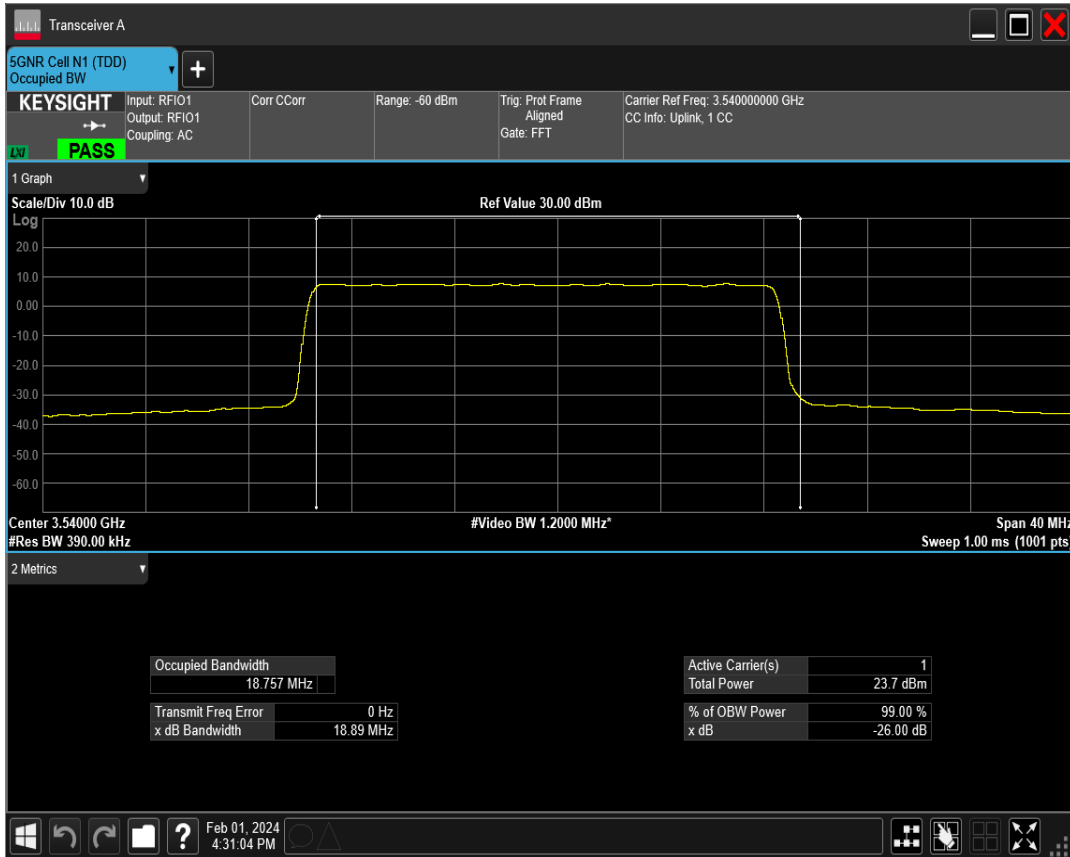 Transceiver A
5GNR Cell N1 (TDD)
Occupied BW
+
KEYSIGHT
LXI
PASS
Input: RFIO1
Output: RFIO1
Coupling: AC
Corr CCorr
Range: -60 dBm
Trig: Prot Frame
Aligned
Gate: FFT
Carrier Ref Freq: 3.540000000 GHz
CC Info: Uplink, 1 CC
1 Graph
Scale/Div 10.0 dB
Ref Value 30.00 dBm
Log
20.0
10.0
0.00
-10.0
-20.0
-30.0
-40.0
-50.0
-60.0
Center 3.54000 GHz
#Video BW 1.2000 MHz*
Span 40 MHz
#Res BW 390.00 kHz
Sweep 1.00 ms (1001 pts)
2 Metrics
Occupied Bandwidth
18.757 MHz
Transmit Freq Error 0 Hz
x dB Bandwidth 18.89 MHz
Active Carrier(s) 1
Total Power 23.7 dBm
% of OBW Power 99.00 %
x dB -26.00 dB
?
Feb 01, 2024
4:31:04 PM